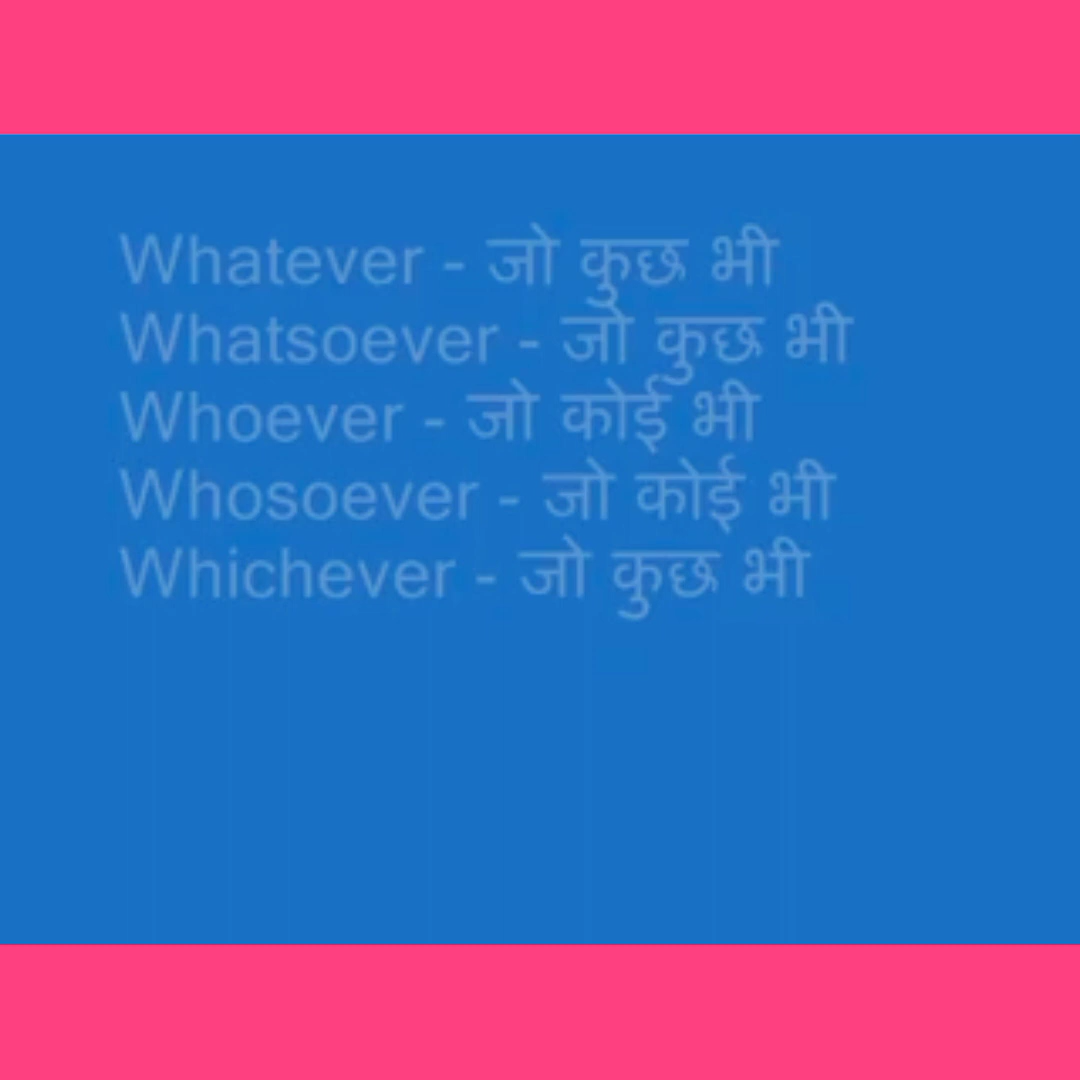 Whatever - जो कुछ भी
Whatsoever - जो कुछ भी
Whoever - जो कोई भी
Whosoever - जो कोई भी
Whichever - जो कुछ भी